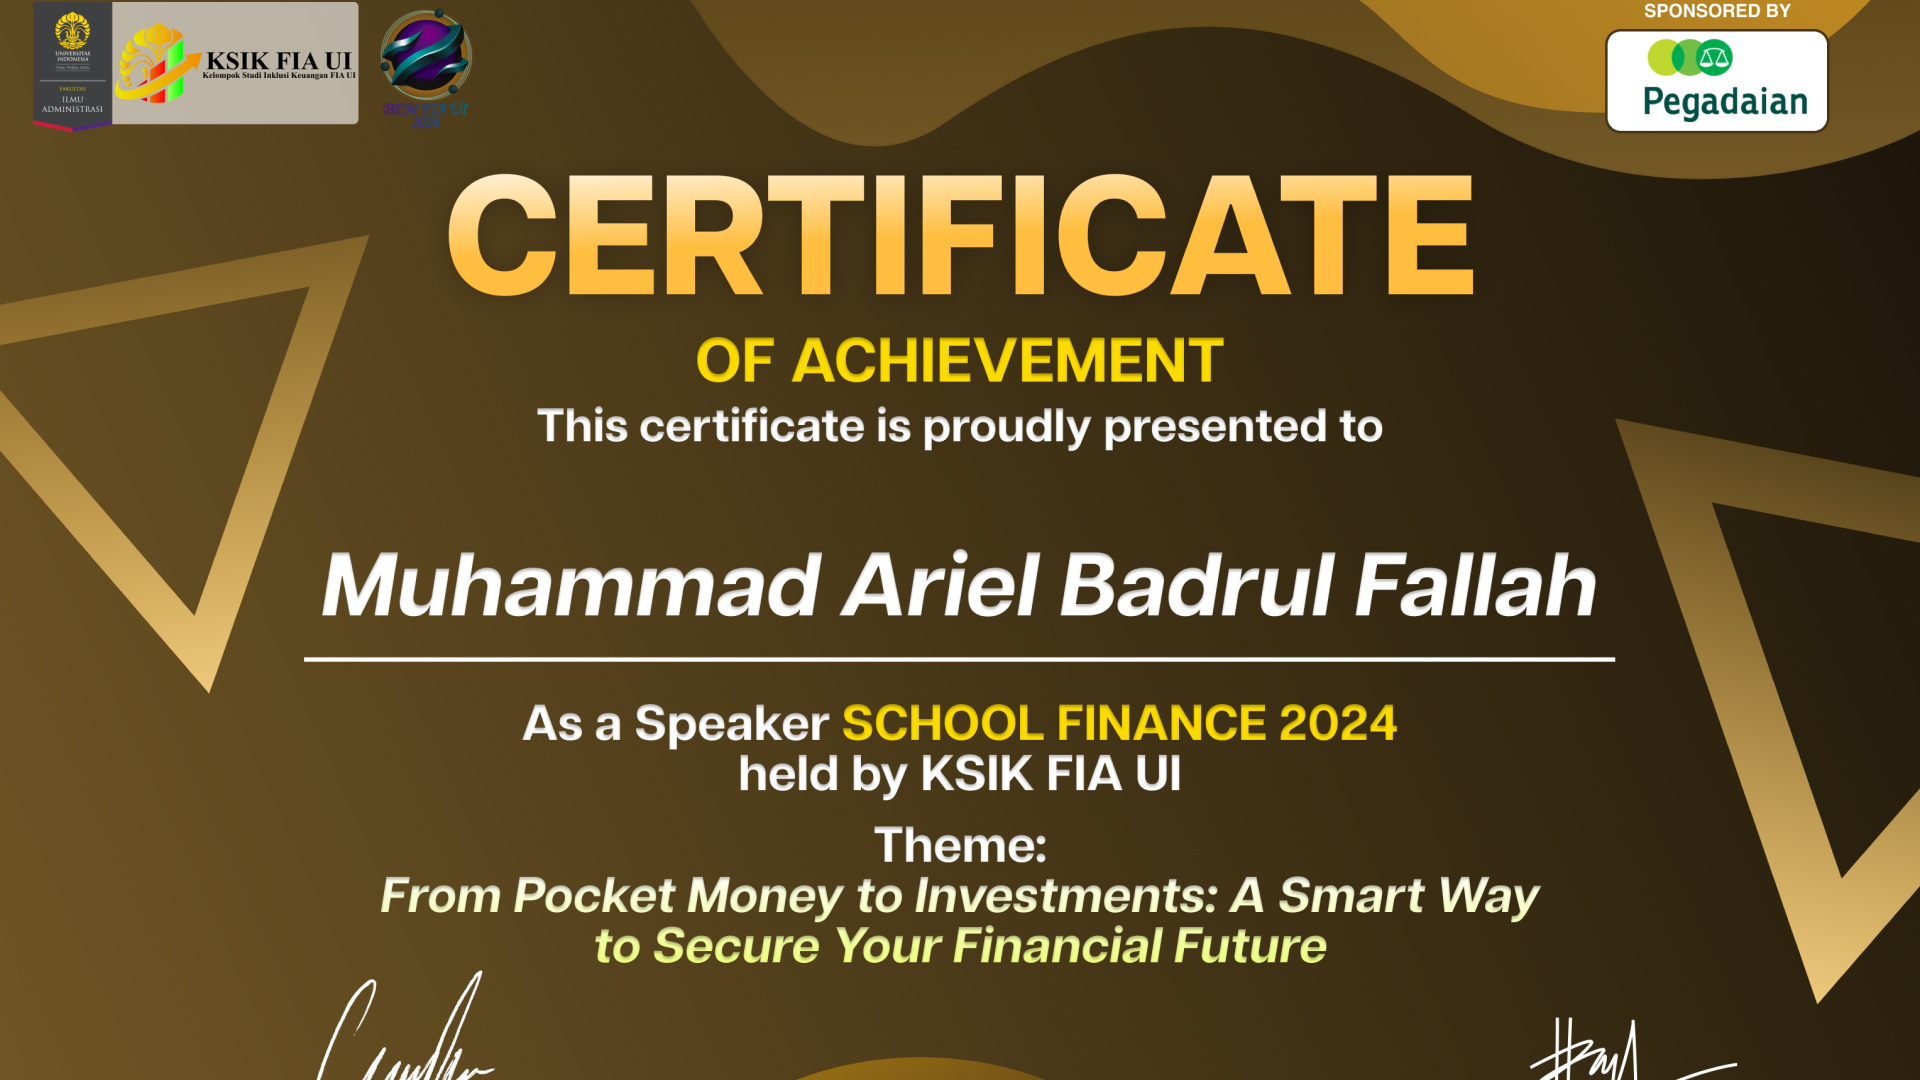 UNIVERSITAS
INDONESIA
FAKULTAS
ILMU
ADMINISTRASI
KSIK FIA UI
Kelompok Studi Inklusi Keuangan FIA UI
BEM FIA UI
2024
SPONSORED BY
Pegadaian
CERTIFICATE
OF ACHIEVEMENT
This certificate is proudly presented to
Muhammad Ariel Badrul Fallah
As a Speaker SCHOOL FINANCE 2024
held by KSIK FIA UI
Theme:
From Pocket Money to Investments: A Smart Way
to Secure Your Financial Future